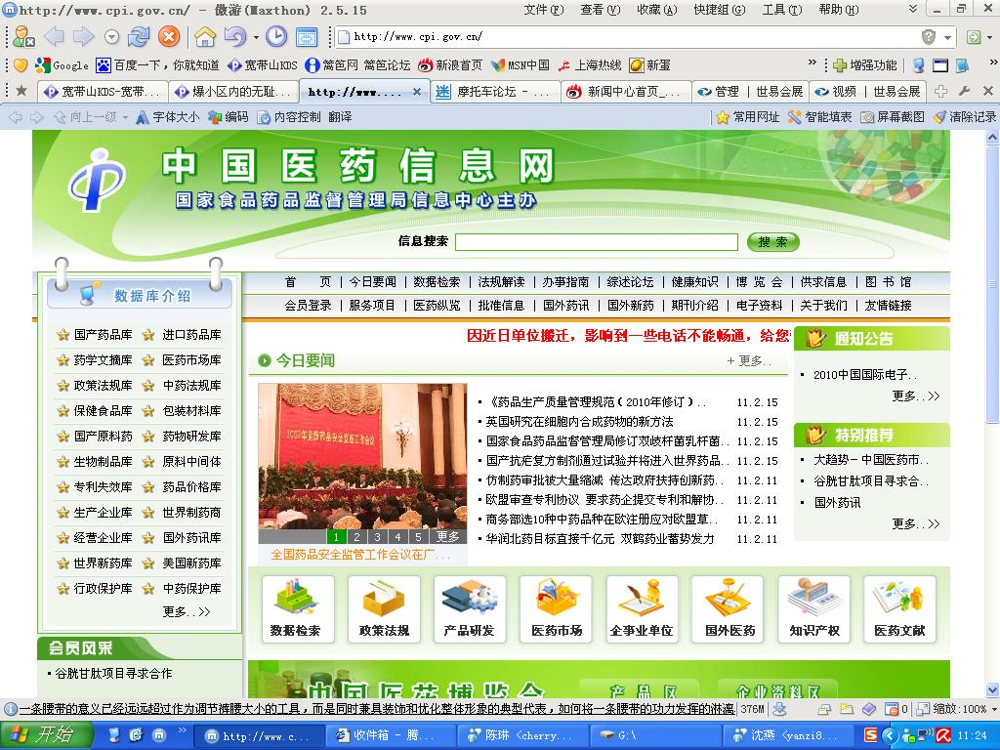 http://www.cpi.gov.cn/ - 傲游(Maxthon) 2.5.15
文件(F) 查看(V) 收藏(A) 快捷组(G) 工具(T) 帮助(H)
http://www.cpi.gov.cn/
Google 百度一下，你就知道 宽带山KDS 篱笆网 篱笆论坛 新浪首页 MSN中国 上海热线 新蛋 增强功能
宽带山KDS-宽带... 爆小区内的无耻... http://www.... 摩托车论坛 - ... 新闻中心首页_... 管理 | 世易会展 视频 | 世易会展
向上一级 字体大小 编码 内容控制 翻译 常用网址 智能填表 屏幕截图 清除记录
中国医药信息网
国家食品药品监督管理局信息中心主办
信息搜索 搜 索
数据库介绍
首 页 | 今日要闻 | 数据检索 | 法规解读 | 办事指南 | 综述论坛 | 健康知识 | 博 览 会 | 供求信息 | 图 书 馆
会员登录 | 服务项目 | 医药纵览 | 批准信息 | 国外药讯 | 国外新药 | 期刊介绍 | 电子资料 | 关于我们 | 友情链接
国产药品库 进口药品库
药学文摘库 医药市场库
政策法规库 中药法规库
保健食品库 包装材料库
国产原料药 药物研发库
生物制品库 原料中间体
专利失效库 药品价格库
生产企业库 世界制药商
经营企业库 国外药讯库
世界新药库 美国新药库
行政保护库 中药保护库
更多..>>
会员风采
谷胱甘肽项目寻求合作
因近日单位搬迁，影响到一些电话不能畅通，给您
今日要闻
+ 更多..
2009年全国药品安全监管工作会议
1 2 3 4 5 更多
全国药品安全监管工作会议在广...
《药品生产质量管理规范（2010年修订）.. 11.2.15
英国研究在细胞内合成药物的新方法 11.2.15
国家食品药品监督管理局修订双歧杆菌乳杆菌.. 11.2.15
国产抗疟复方制剂通过试验并将进入世界药品.. 11.2.15
仿制药审批被大量缩减 传达政府扶持创新药.. 11.2.11
欧盟审查专利协议 要求药企提交专利和解协.. 11.2.11
商务部选10种中药品种在欧注册应对欧盟草.. 11.2.11
华润北药目标直接千亿元 双鹤药业蓄势发力 11.2.11
通知公告
2010中国国际电子..
更多..>>
特别推荐
大趋势－中国医药市..
谷胱甘肽项目寻求合..
国外药讯
更多..>>
数据检索 政策法规 产品研发 医药市场 企事业单位 国外医药 知识产权 医药文献
中国医药博览会 产品区 企业资料区
一条腰带的意义已经远远超过作为调节裤腰大小的工具，而是同时兼具装饰和优化整体形象的典型代表，如何将一条腰带的功力发挥的淋漓 376M 0 缩放:100%
开始 http://www.c... 收件箱 - 腾... 陈琳 <cherry... G:\ 沈燕 <yanzi8... 11:24